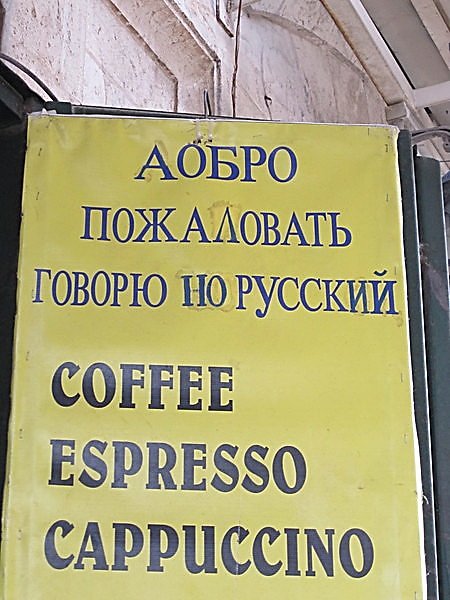 АОБРО
ПОЖАЛОВАТЬ
ГОВОРЮ НО РУССКИЙ
COFFEE
ESPRESSO
CAPPUCCINO